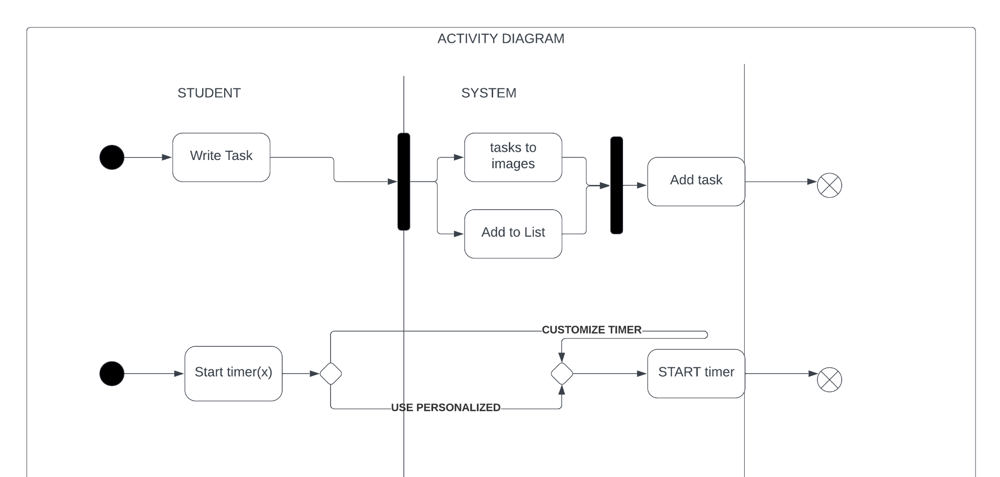 ACTIVITY DIAGRAM
STUDENT
SYSTEM
Write Task
tasks to
images
Add task
Add to List
CUSTOMIZE TIMER
Start timer(x)
START timer
USE PERSONALIZED